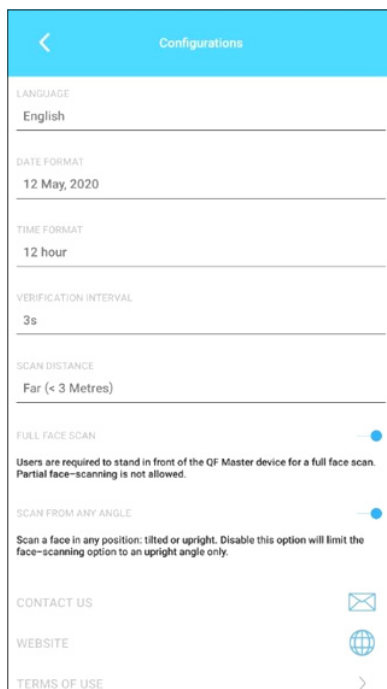 Configurations
LANGUAGE
English
DATE FORMAT
12 May, 2020
TIME FORMAT
12 hour
VERIFICATION INTERVAL
3s
SCAN DISTANCE
Far (< 3 Metres)
FULL FACE SCAN
Users are required to stand in front of the QF Master device for a full face scan.
Partial face-scanning is not allowed.
SCAN FROM ANY ANGLE
Scan a face in any position: tilted or upright. Disable this option will limit the
face-scanning option to an upright angle only.
CONTACT US
WEBSITE
TERMS OF USE